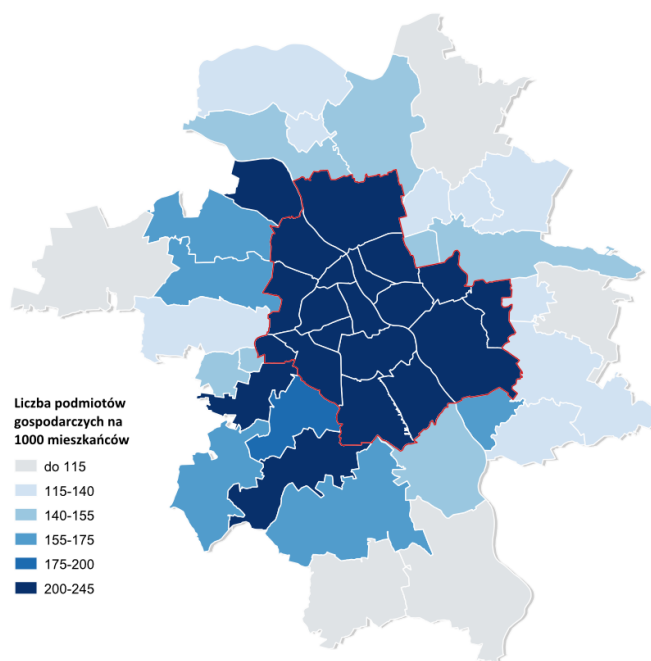 Liczba podmiotów
gospodarczych na
1000 mieszkańców
do 115
115-140
140-155
155-175
175-200
200-245